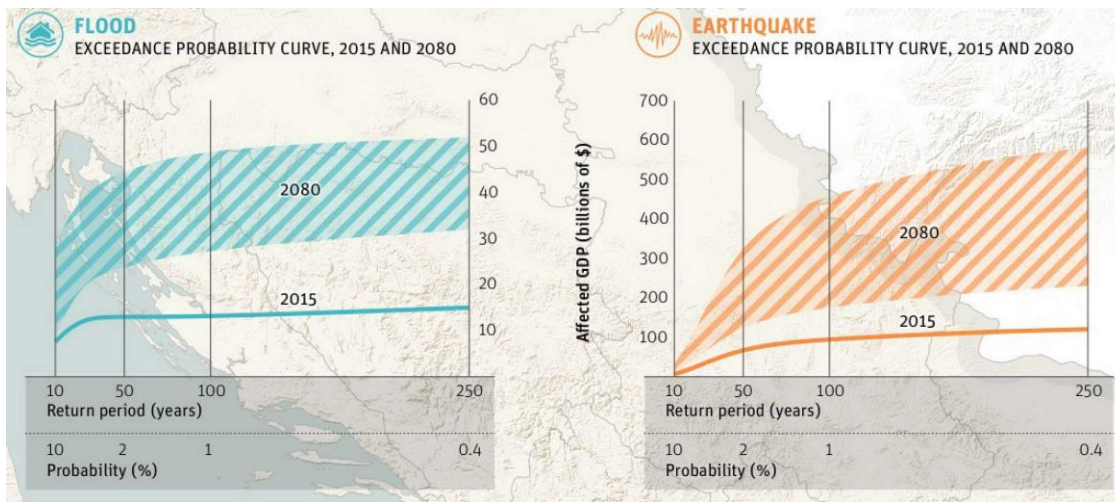 FLOOD
EXCEEDANCE PROBABILITY CURVE, 2015 AND 2080
60
50
40
30
20
10
2080
2015
10 50 100 250
Return period (years)
10 2 1 0.4
Probability (%)
EARTHQUAKE
EXCEEDANCE PROBABILITY CURVE, 2015 AND 2080
Affected GDP (billions of $)
700
600
500
400
300
200
100
2080
2015
10 50 100 250
Return period (years)
10 2 1 0.4
Probability (%)